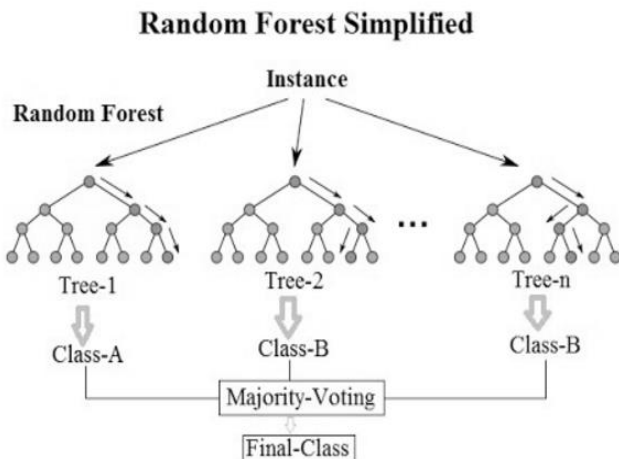 Random Forest Simplified
Instance
Random Forest
...
Tree-1
Tree-2
Tree-n
Class-A
Class-B
Class-B
Majority-Voting
Final-Class